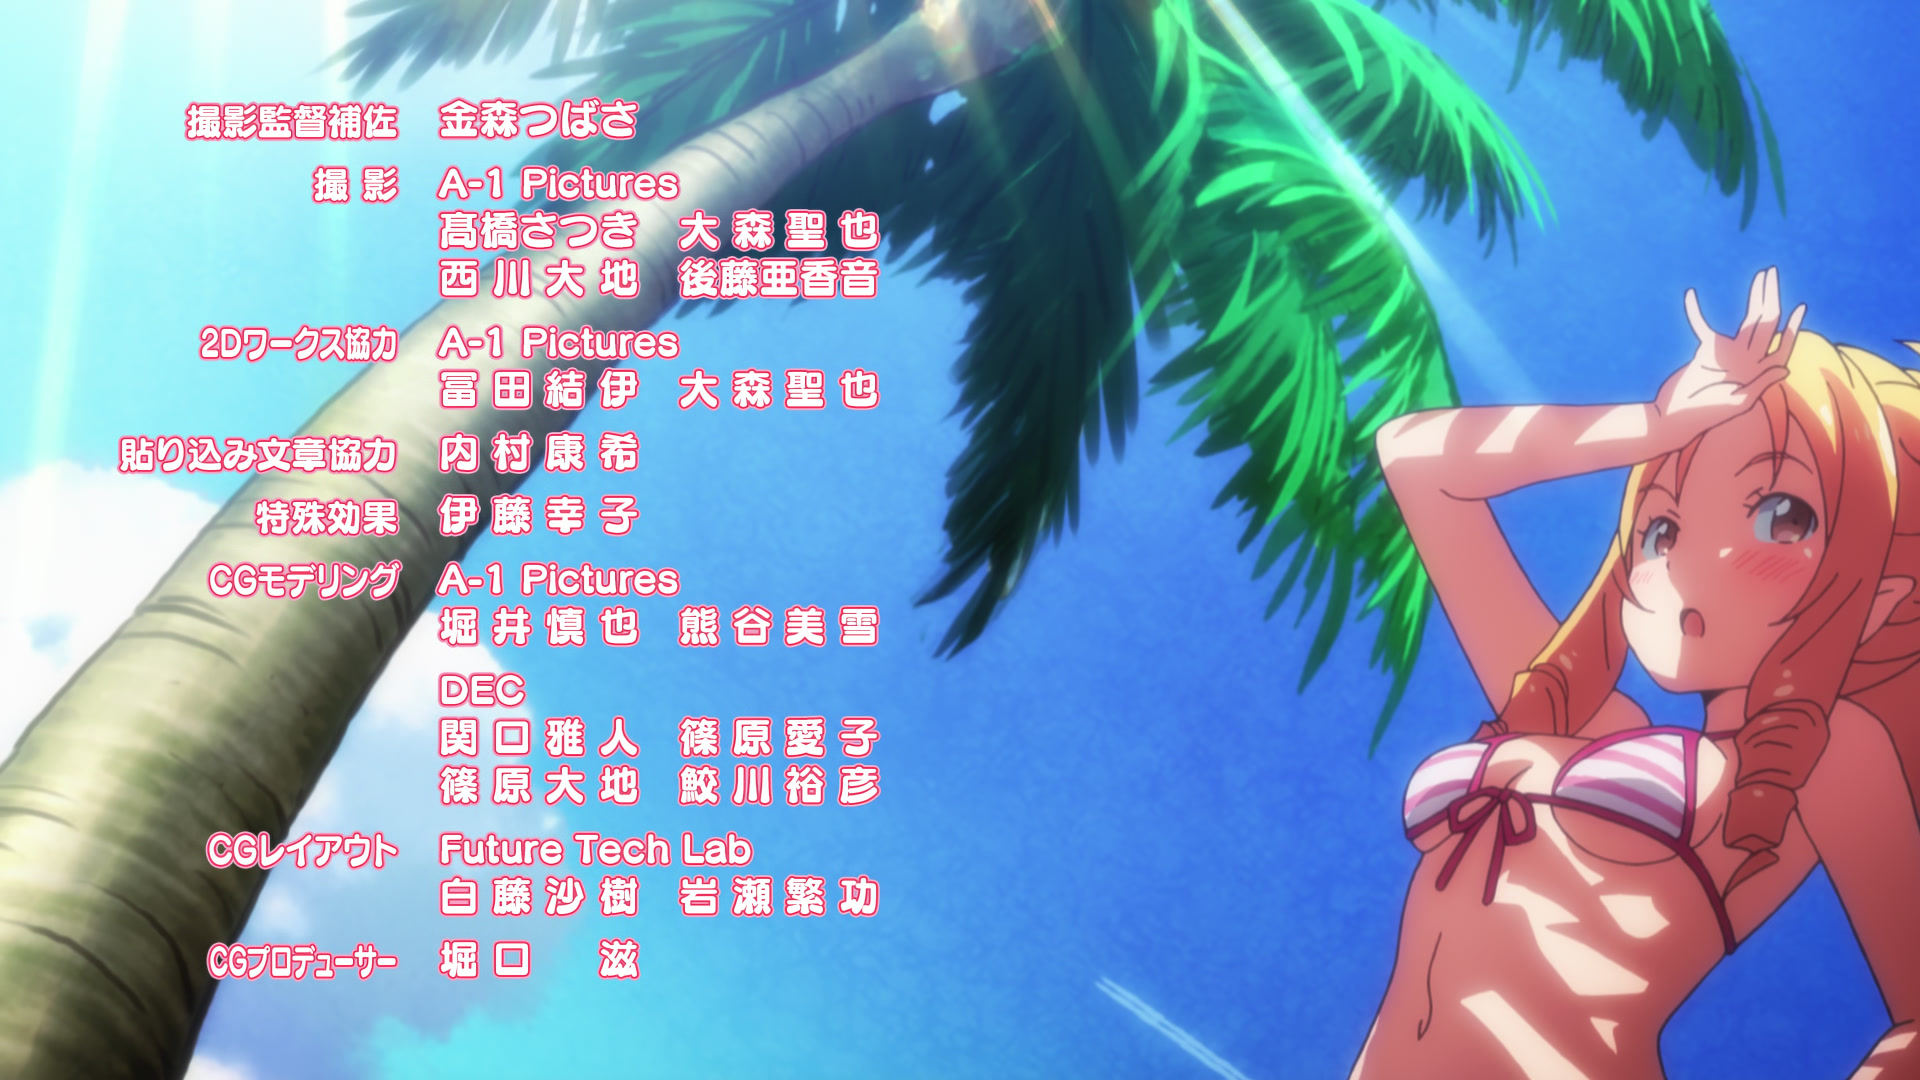 撮影監督補佐 金森つばさ
撮影 A-1 Pictures
髙橋さつき 大森聖也
西川大地 後藤亜香音
2Dワークス協力 A-1 Pictures
冨田結伊 大森聖也
貼り込み文章協力 内村康希
特殊効果 伊藤幸子
CGモデリング A-1 Pictures
堀井慎也 熊谷美雪
DEC
関口雅人 篠原愛子
篠原大地 鮫川裕彦
CGレイアウト Future Tech Lab
白藤沙樹 岩瀬繁功
CGプロデューサー 堀口 滋